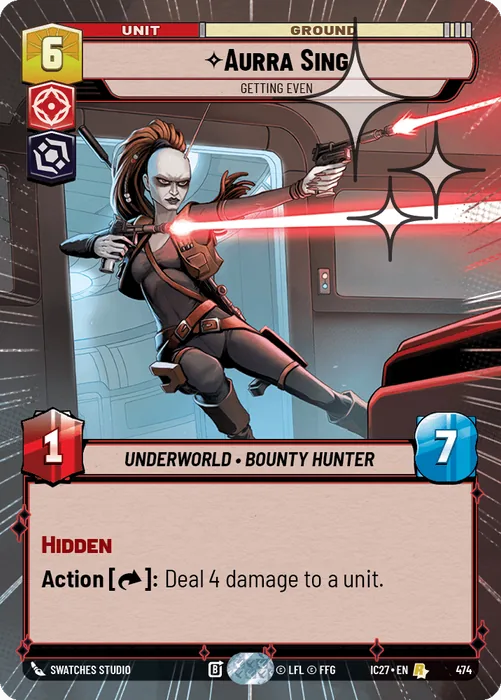 UNIT
GROUND
6
AURRA SING
GETTING EVEN
1
UNDERWORLD • BOUNTY HUNTER
7
HIDDEN
Action [↷]: Deal 4 damage to a unit.
SWATCHES STUDIO
© LFL © FFG
IC27 • EN
R
474